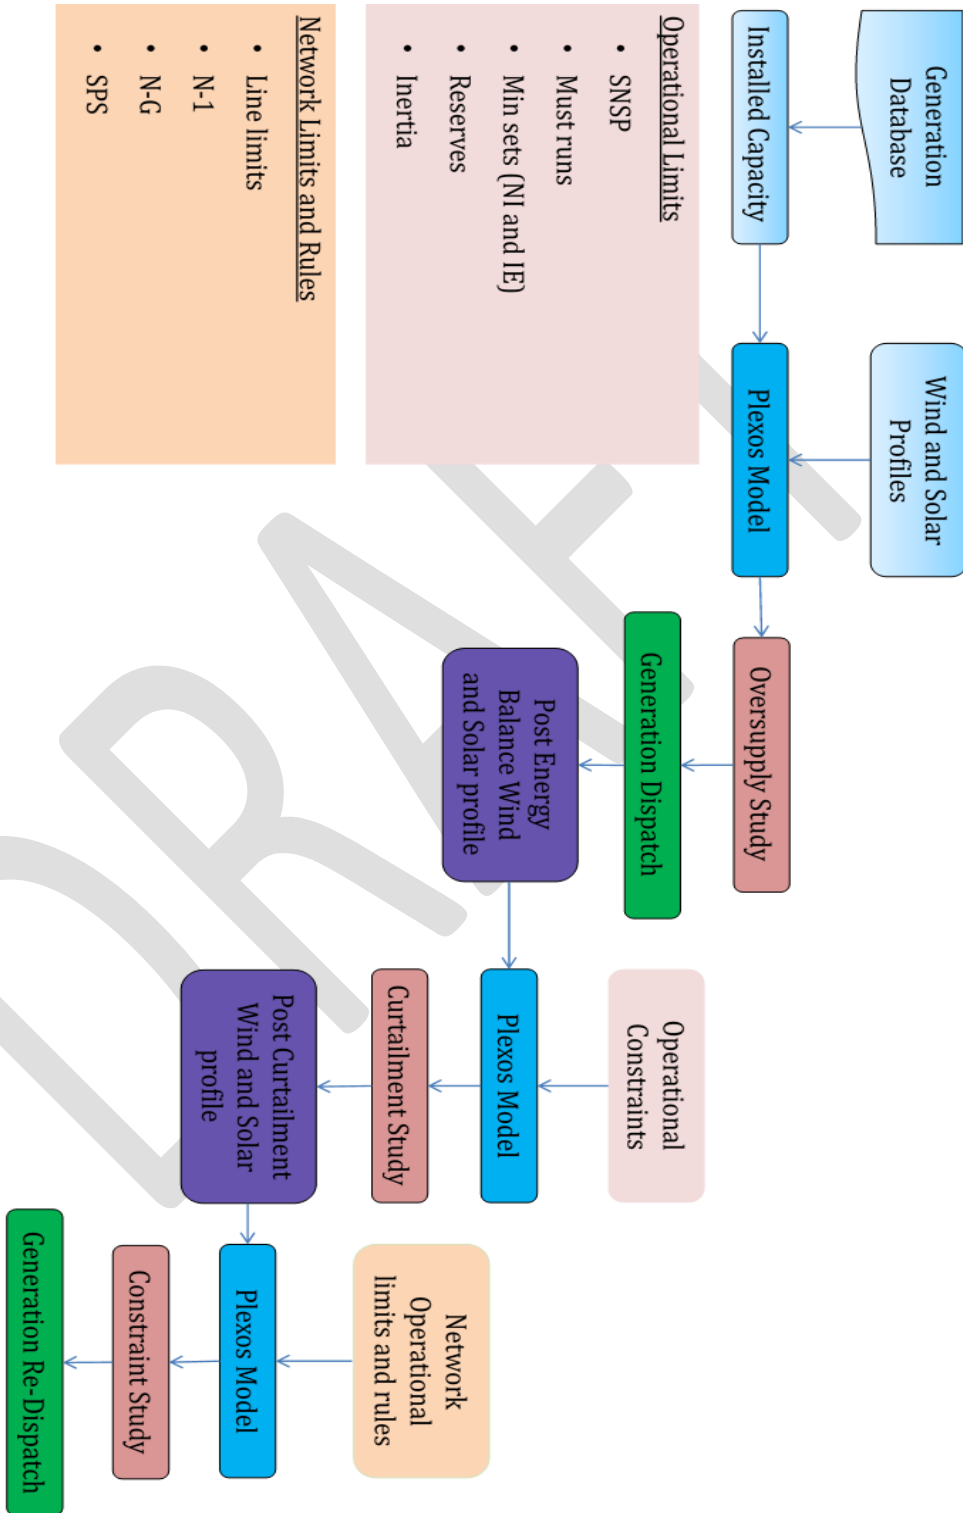 Generation
Database
Installed Capacity
Wind and Solar
Profiles
Plexos Model
Oversupply Study
Generation Dispatch
Post Energy
Balance Wind
and Solar profile
Operational
Constraints
Plexos Model
Curtailment Study
Post Curtailment
Wind and Solar
profile
Network
Operational
limits and rules
Plexos Model
Constraint Study
Generation Re-Dispatch
Operational Limits
• SNSP
• Must runs
• Min sets (NI and IE)
• Reserves
• Inertia
Network Limits and Rules
• Line limits
• N-1
• N-G
• SPS
DRAFT